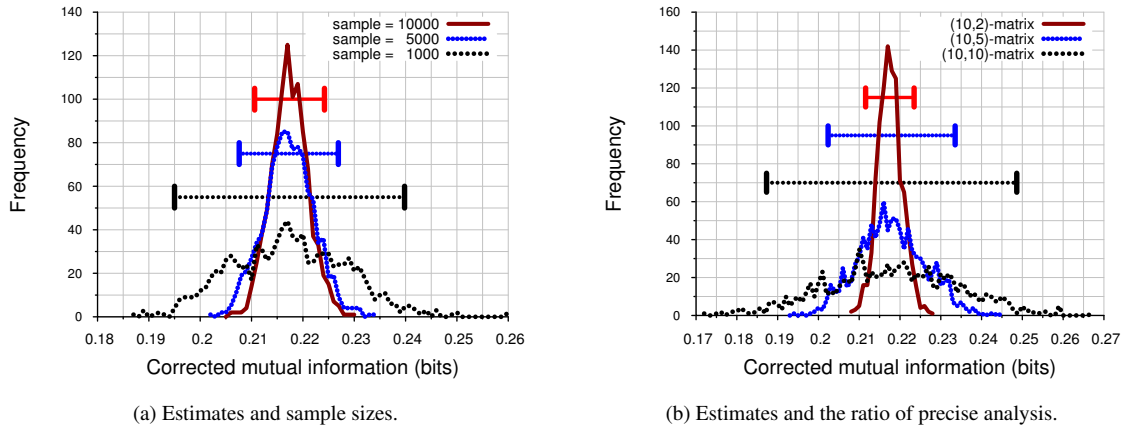 140
120
100
80
60
40
20
0
Frequency
sample = 10000
sample = 5000
sample = 1000
0.18 0.19 0.2 0.21 0.22 0.23 0.24 0.25 0.26
Corrected mutual information (bits)
(a) Estimates and sample sizes.
160
140
120
100
80
60
40
20
0
Frequency
(10,2)-matrix
(10,5)-matrix
(10,10)-matrix
0.17 0.18 0.19 0.2 0.21 0.22 0.23 0.24 0.25 0.26 0.27
Corrected mutual information (bits)
(b) Estimates and the ratio of precise analysis.